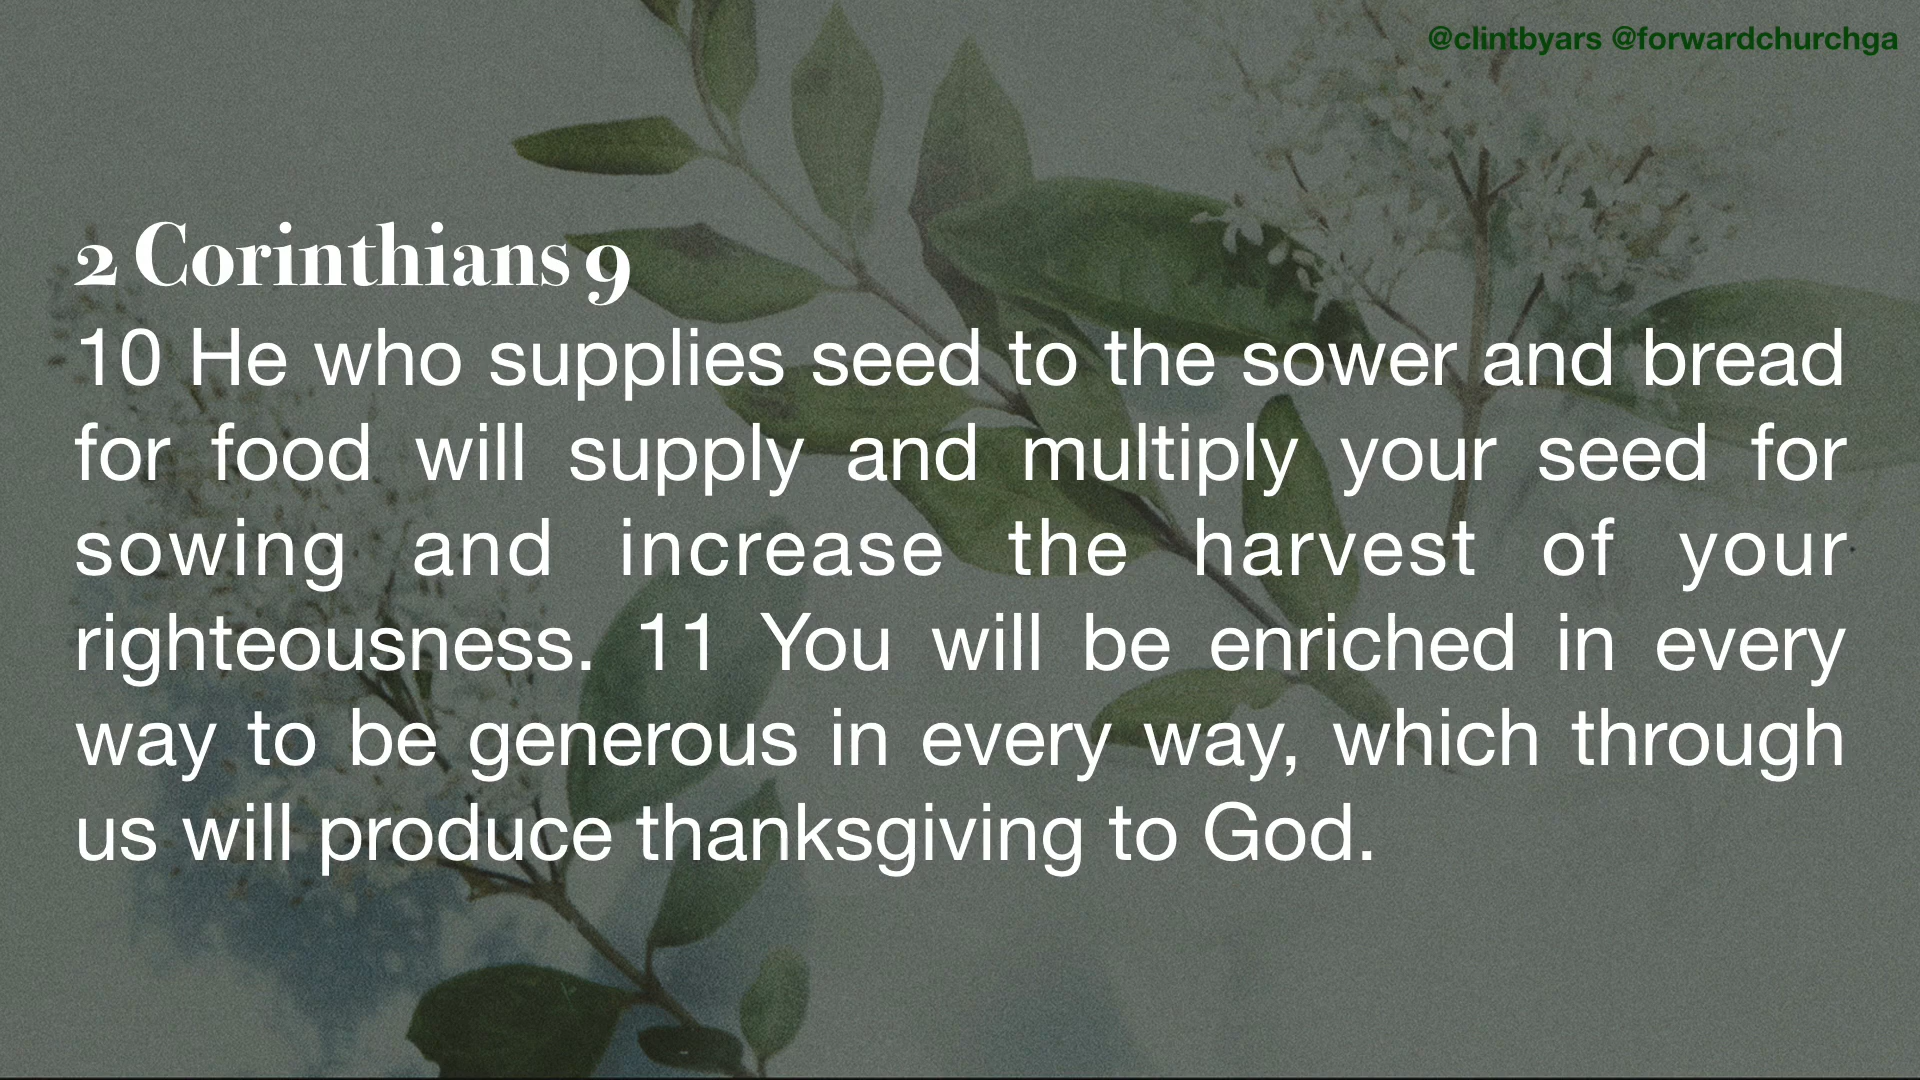 @clintbyars @forwardchurchga
2 Corinthians 9
10 He who supplies seed to the sower and bread
for food will supply and multiply your seed for
sowing and increase the harvest of your
righteousness. 11 You will be enriched in every
way to be generous in every way, which through
us will produce thanksgiving to God.